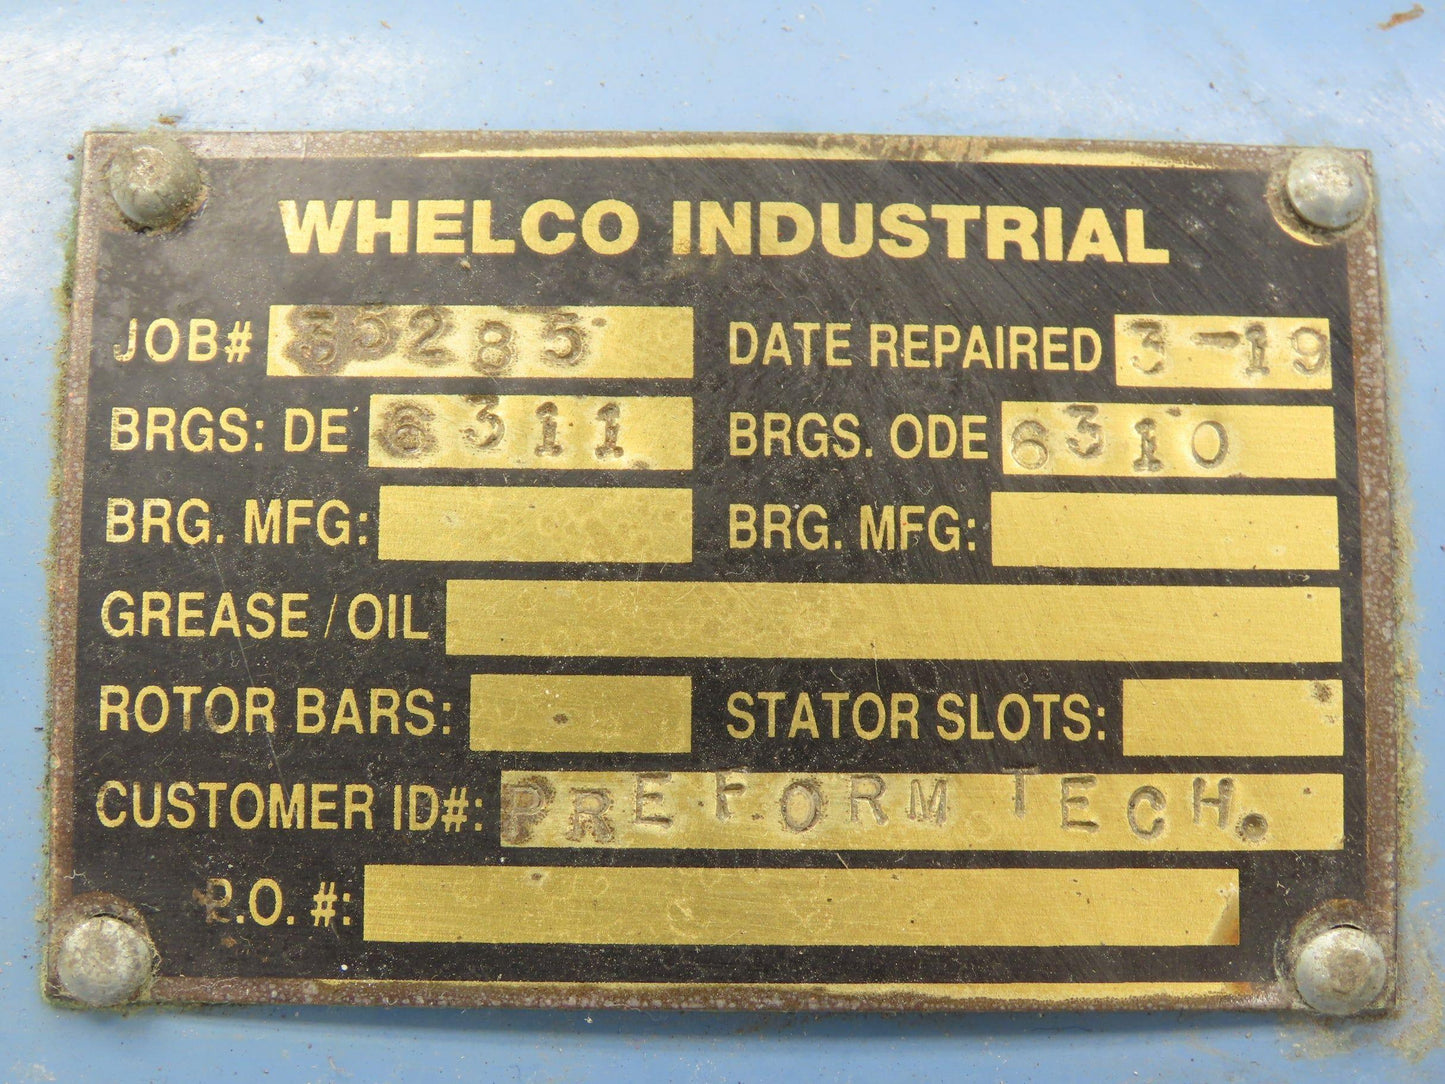 WHELCO INDUSTRIAL
JOB# 35285 DATE REPAIRED 3-19
BRGS: DE 6311 BRGS. ODE 6310
BRG. MFG: BRG. MFG:
GREASE / OIL
ROTOR BARS: STATOR SLOTS:
CUSTOMER ID#: PREFORM TECH.
P.O. #: